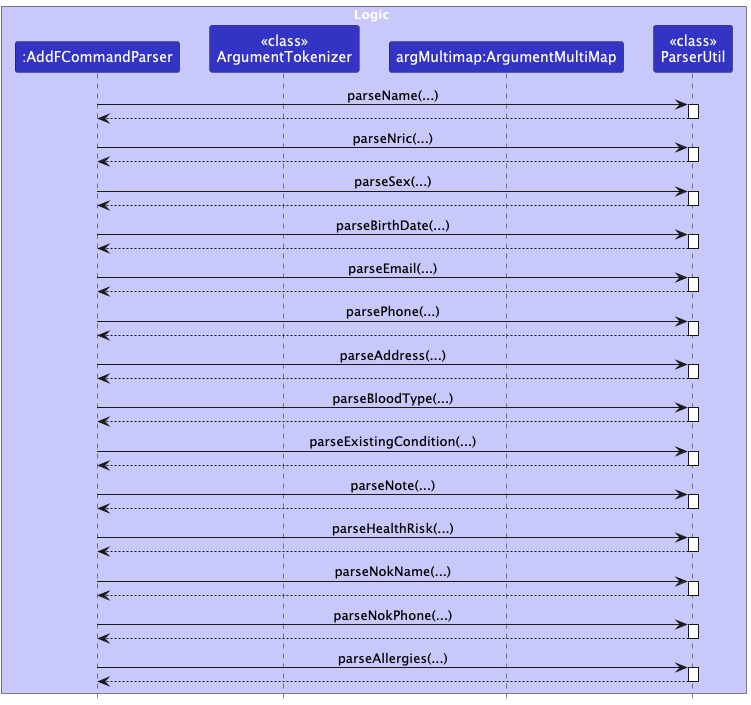 Logic
:AddFCommandParser
«class»
ArgumentTokenizer
argMultimap:ArgumentMultiMap
«class»
ParserUtil
parseName(...)
parseNric(...)
parseSex(...)
parseBirthDate(...)
parseEmail(...)
parsePhone(...)
parseAddress(...)
parseBloodType(...)
parseExistingCondition(...)
parseNote(...)
parseHealthRisk(...)
parseNokName(...)
parseNokPhone(...)
parseAllergies(...)